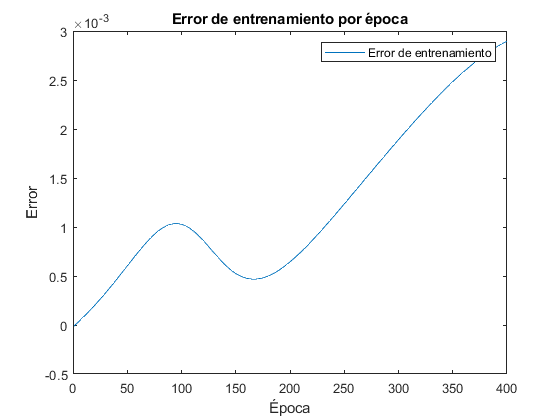 Error de entrenamiento por época
×10-3
Error de entrenamiento
3
2.5
2
1.5
1
0.5
0
-0.5
Error
0 50 100 150 200 250 300 350 400
Época